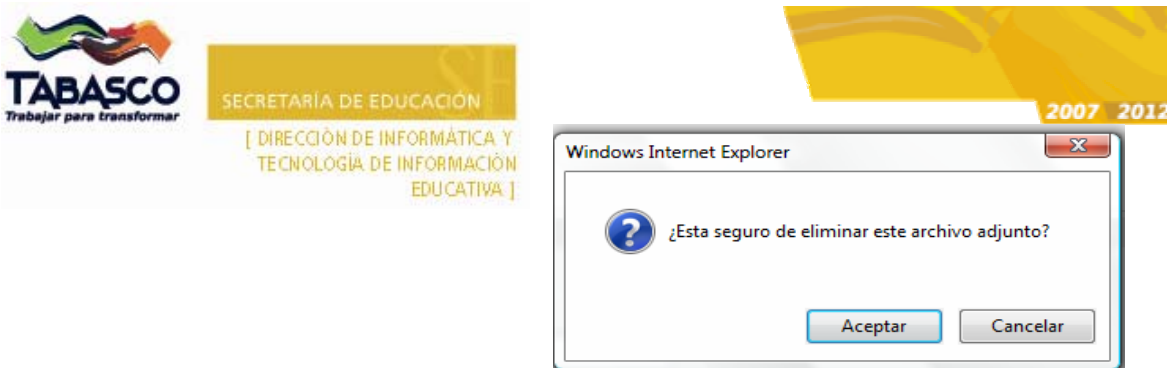 TABASCO
Trabajar para transformar
SECRETARÍA DE EDUCACIÓN
[ DIRECCIÓN DE INFORMÁTICA Y
TECNOLOGÍA DE INFORMACIÓN
EDUCATIVA ]
2007 2012
Windows Internet Explorer
¿Esta seguro de eliminar este archivo adjunto?
Aceptar
Cancelar